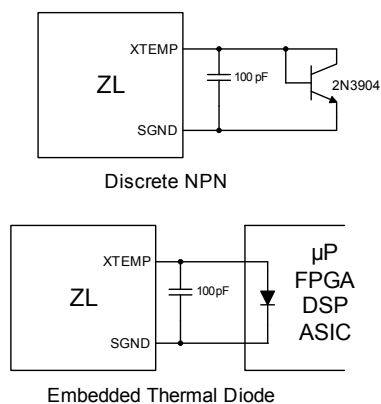 XTEMP
ZL
100 pF
2N3904
SGND
Discrete NPN
XTEMP
µP
FPGA
DSP
ASIC
ZL
100pF
SGND
Embedded Thermal Diode